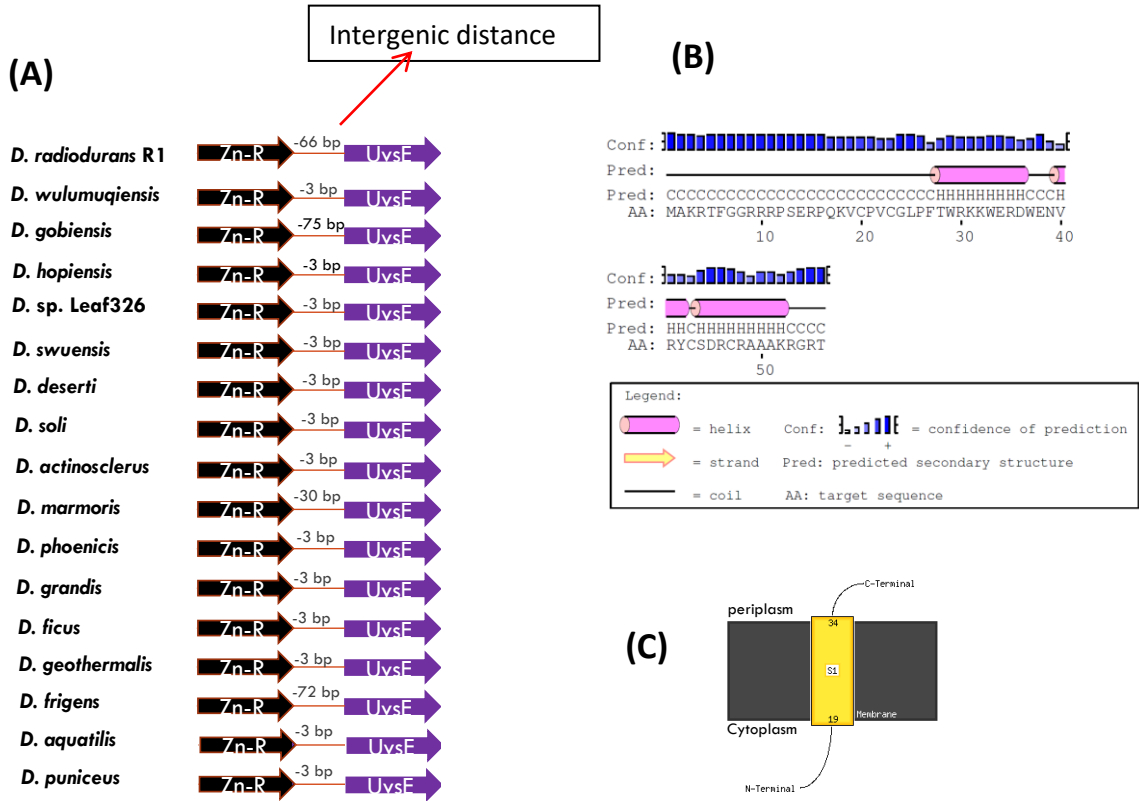 Intergenic distance
(A)
D. radiodurans R1 Zn-R -66 bp UvsE
D. wulumuqiensis Zn-R -3 bp UvsE
D. gobiensis Zn-R -75 bp UvsE
D. hopiensis Zn-R -3 bp UvsE
D. sp. Leaf326 Zn-R -3 bp UvsE
D. swuensis Zn-R -3 bp UvsE
D. deserti Zn-R -3 bp UvsE
D. soli Zn-R -3 bp UvsE
D. actinosclerus Zn-R -3 bp UvsE
D. marmoris Zn-R -30 bp UvsE
D. phoenicis Zn-R -3 bp UvsE
D. grandis Zn-R -3 bp UvsE
D. ficus Zn-R -3 bp UvsE
D. geothermalis Zn-R -3 bp UvsE
D. frigens Zn-R -72 bp UvsE
D. aquatilis Zn-R -3 bp UvsE
D. puniceus Zn-R -3 bp UvsE
(B)
Conf:
Pred:
Pred: CCCCCCCCCCCCCCCCCCCCCCCCCCCHHHHHHHHHCCCH
AA: MAKRTFGGRRRPSERPQKVCPVCGLPFTWRKKWERDWENV
10 20 30 40
Conf:
Pred:
Pred: HHCHHHHHHHHHCCCC
AA: RYCSDRCRAAAKRGRT
50
Legend:
= helix Conf: - + = confidence of prediction
= strand Pred: predicted secondary structure
= coil AA: target sequence
(C)
C-Terminal
periplasm
34
S1
19
Membrane
Cytoplasm
N-Terminal